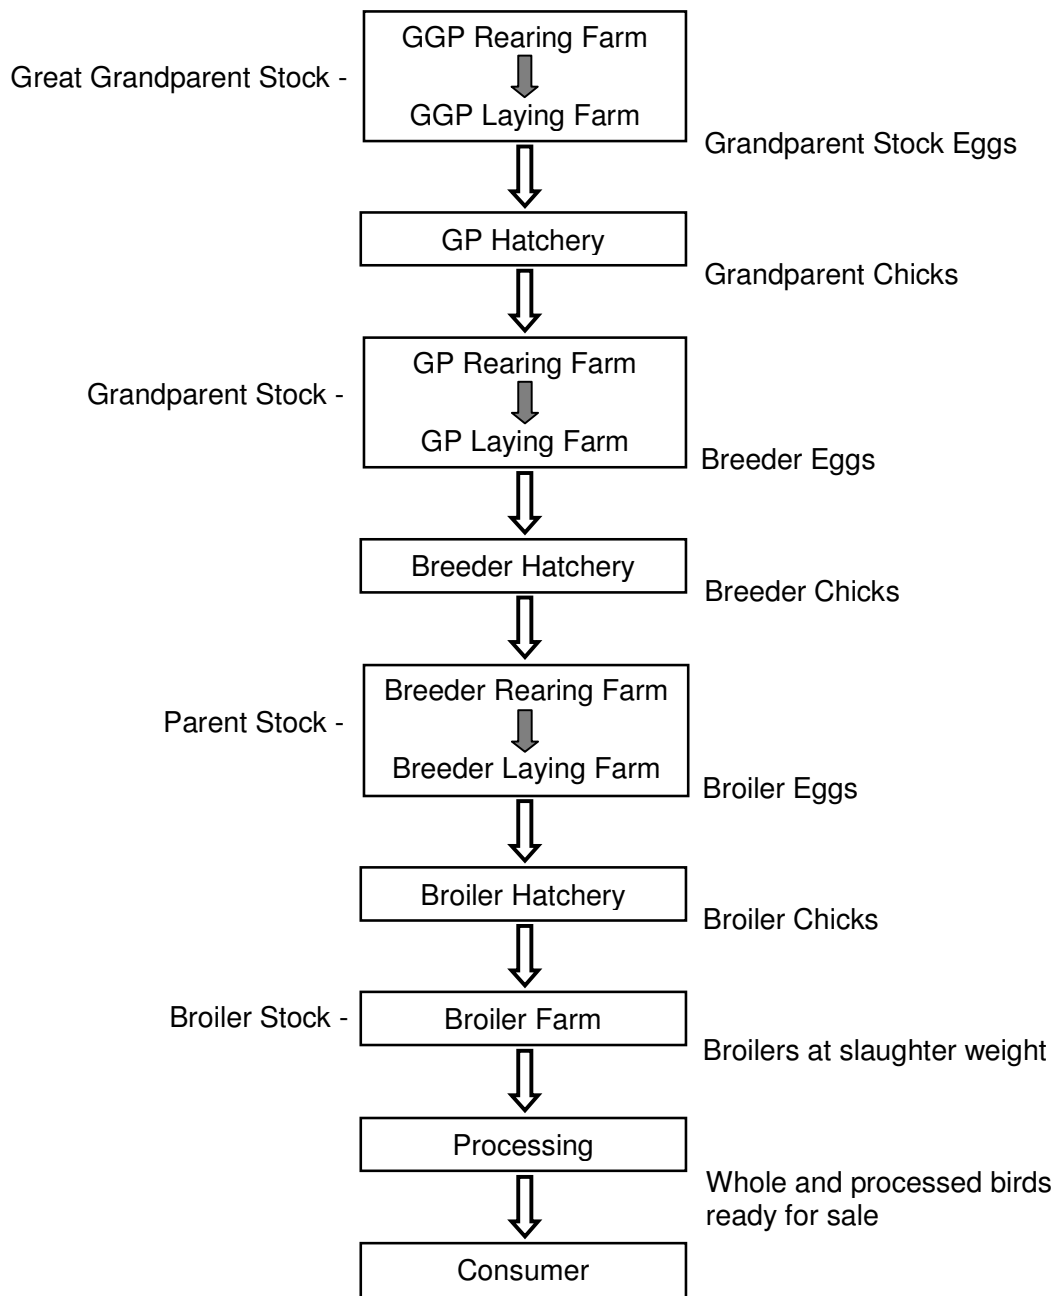 GGP Rearing Farm
Great Grandparent Stock -
GGP Laying Farm
Grandparent Stock Eggs
GP Hatchery
Grandparent Chicks
GP Rearing Farm
Grandparent Stock -
GP Laying Farm
Breeder Eggs
Breeder Hatchery
Breeder Chicks
Breeder Rearing Farm
Parent Stock -
Breeder Laying Farm
Broiler Eggs
Broiler Hatchery
Broiler Chicks
Broiler Stock -
Broiler Farm
Broilers at slaughter weight
Processing
Whole and processed birds
ready for sale
Consumer